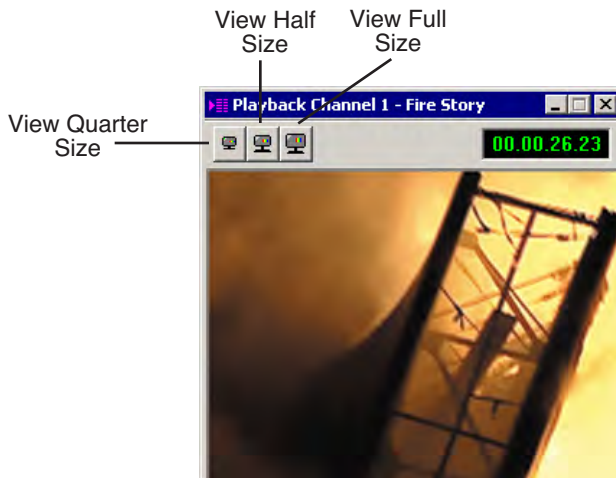 View Half
Size
View Full
Size
View Quarter
Size
Playback Channel 1 - Fire Story
00.00.26.23